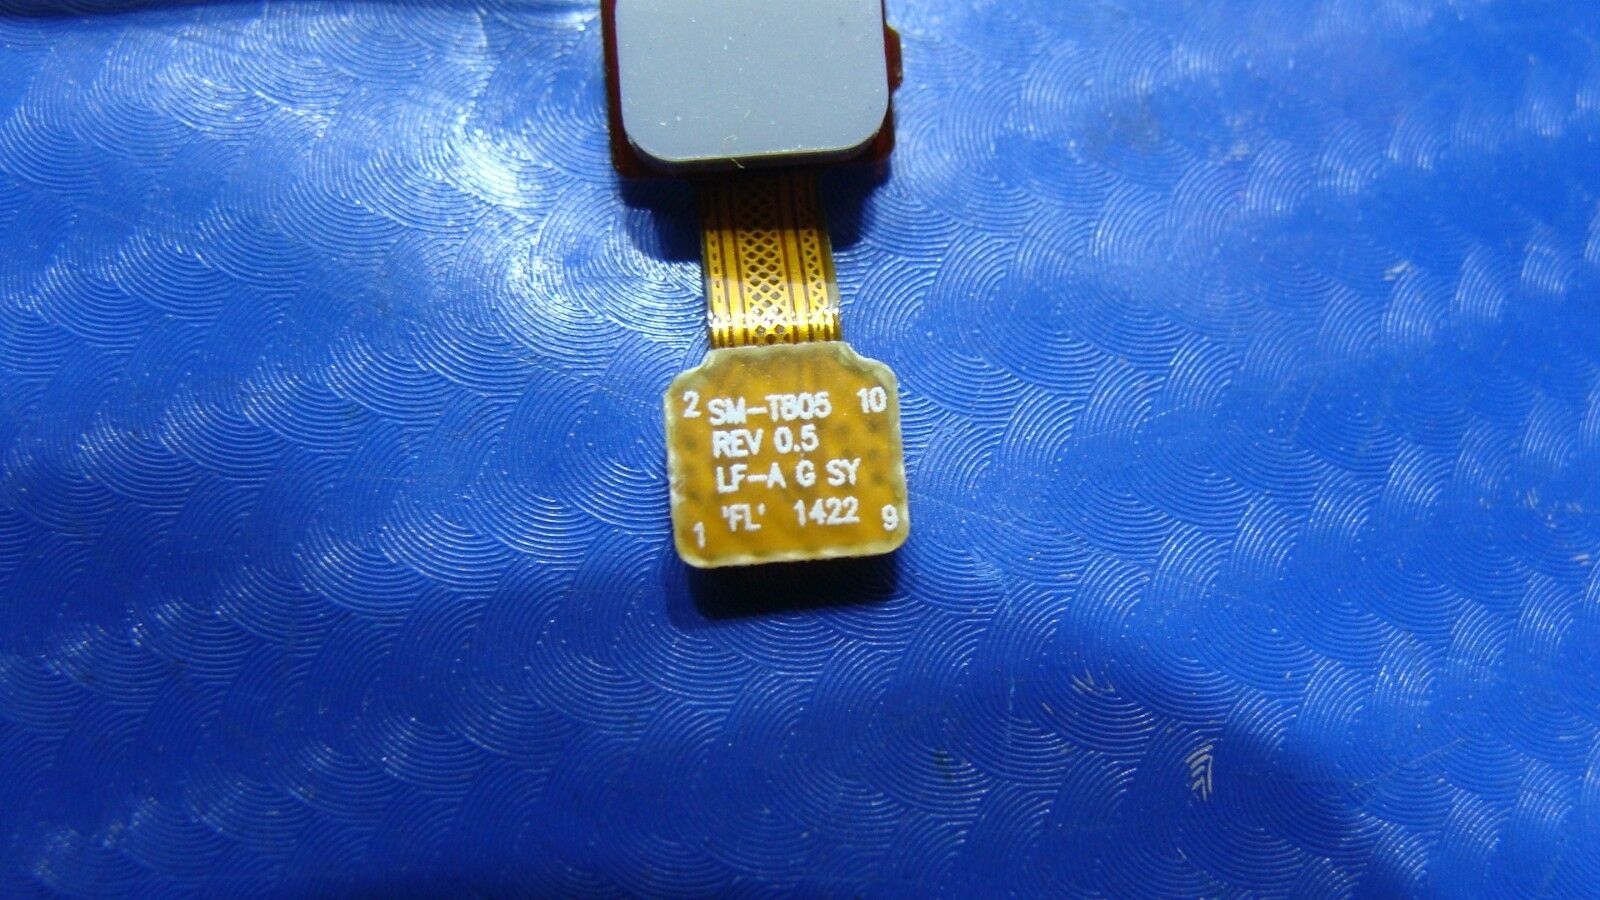 2 SM-T805 10
REV 0.5
LF-A G SY
1 'FL' 1422 9